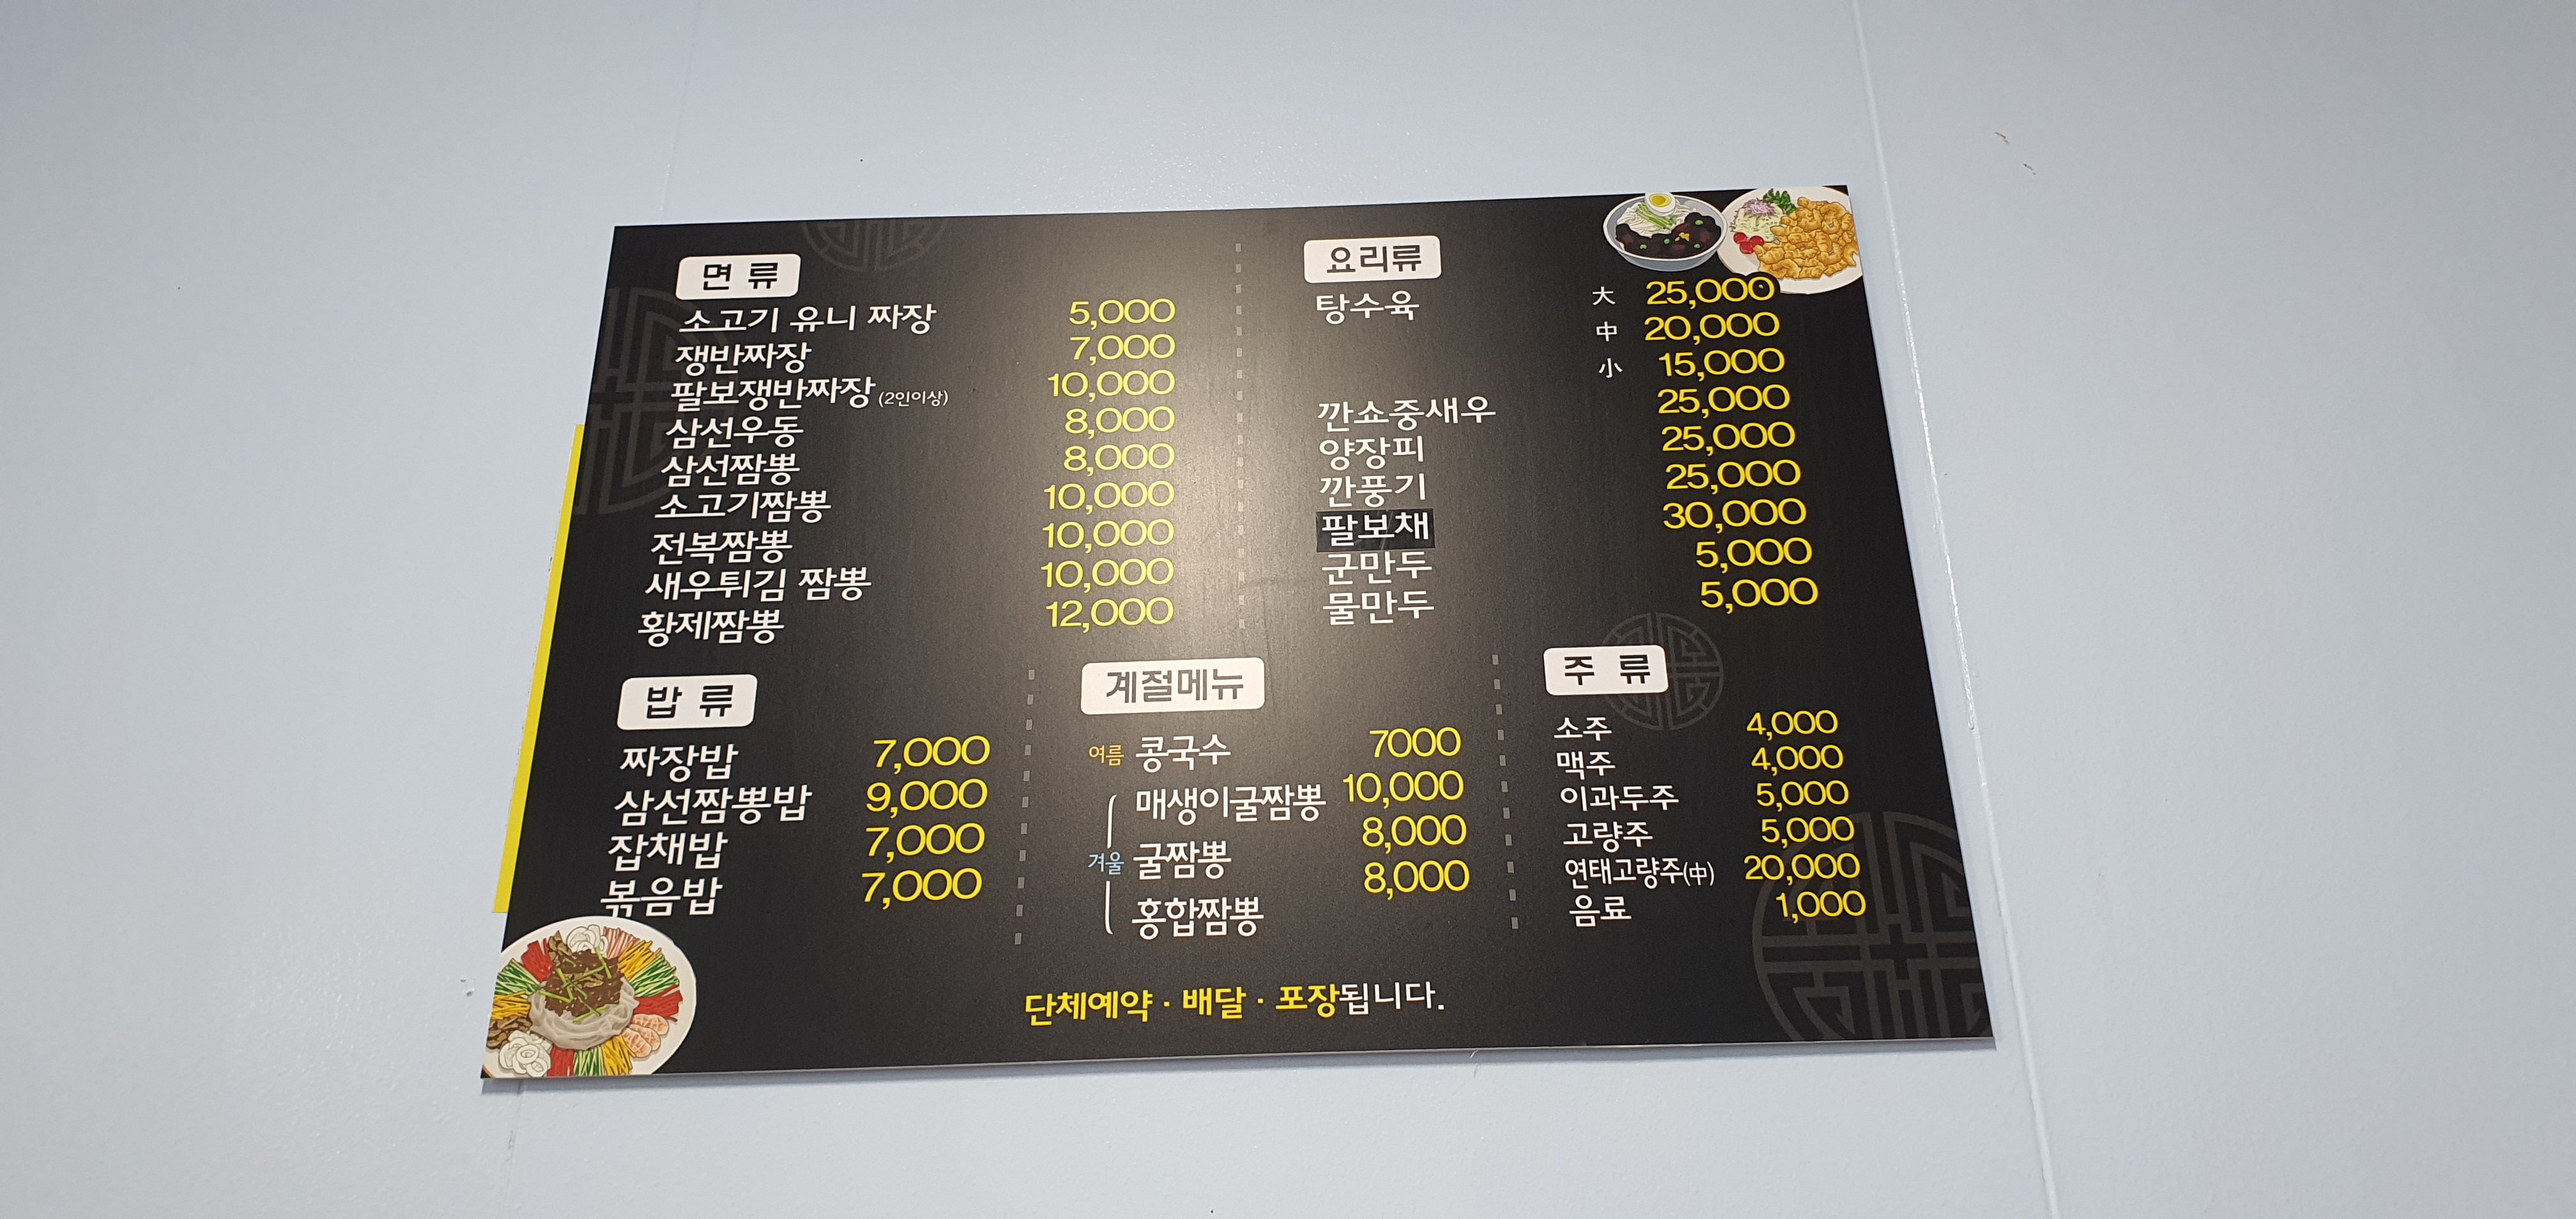 면 류
소고기 유니 짜장 5,000
쟁반짜장 7,000
팔보쟁반짜장 (2인이상) 10,000
삼선우동 8,000
삼선짬뽕 8,000
소고기짬뽕 10,000
전복짬뽕 10,000
새우튀김 짬뽕 10,000
황제짬뽕 12,000
요리류
탕수육 大 25,000
中 20,000
小 15,000
깐쇼중새우 25,000
양장피 25,000
깐풍기 25,000
팔보채 30,000
군만두 5,000
물만두 5,000
밥 류
짜장밥 7,000
삼선짬뽕밥 9,000
잡채밥 7,000
볶음밥 7,000
계절메뉴
여름 콩국수 7000
매생이굴짬뽕 10,000
겨울 굴짬뽕 8,000
홍합짬뽕 8,000
주 류
소주 4,000
맥주 4,000
이과두주 5,000
고량주 5,000
연태고량주(中) 20,000
음료 1,000
단체예약 · 배달 · 포장됩니다.